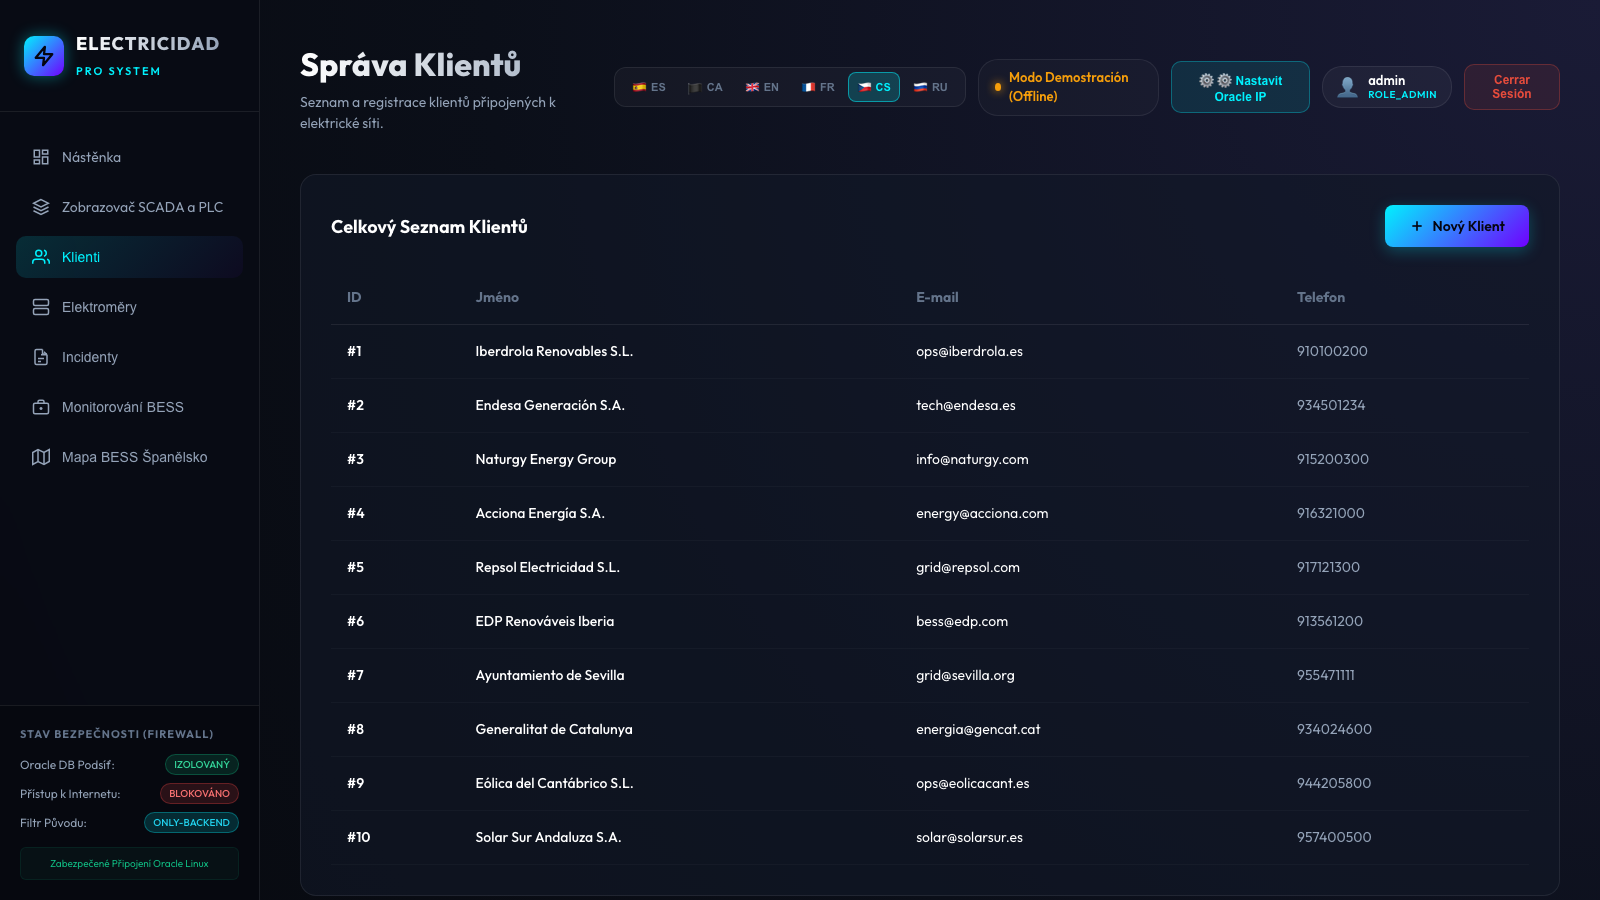 ELECTRICIDAD
PRO SYSTEM
Nástěnka
Zobrazovač SCADA a PLC
Klienti
Elektroměry
Incidenty
Monitorování BESS
Mapa BESS Španělsko
STAV BEZPEČNOSTI (FIREWALL)
Oracle DB Podsíť: IZOLOVANÝ
Přístup k Internetu: BLOKOVÁNO
Filtr Původu: ONLY-BACKEND
Zabezpečené Připojení Oracle Linux
Správa Klientů
Seznam a registrace klientů připojených k
elektrické síti.
ES CA EN FR CS RU
Modo Demostración
(Offline)
Nastavit
Oracle IP
admin
ROLE_ADMIN
Cerrar
Sesión
Celkový Seznam Klientů
+ Nový Klient
ID Jméno E-mail Telefon
#1 Iberdrola Renovables S.L. ops@iberdrola.es 910100200
#2 Endesa Generación S.A. tech@endesa.es 934501234
#3 Naturgy Energy Group info@naturgy.com 915200300
#4 Acciona Energía S.A. energy@acciona.com 916321000
#5 Repsol Electricidad S.L. grid@repsol.com 917121300
#6 EDP Renováveis Iberia bess@edp.com 913561200
#7 Ayuntamiento de Sevilla grid@sevilla.org 955471111
#8 Generalitat de Catalunya energia@gencat.cat 934024600
#9 Eólica del Cantábrico S.L. ops@eolicacant.es 944205800
#10 Solar Sur Andaluza S.A. solar@solarsur.es 957400500